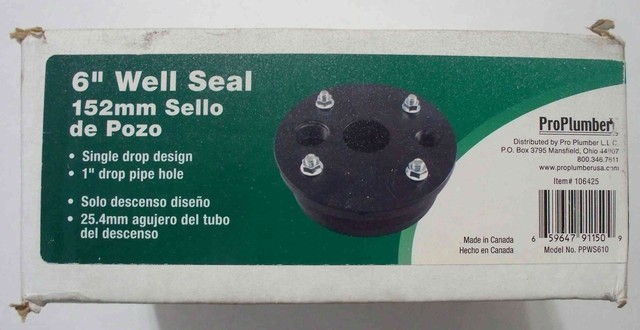 6" Well Seal
152mm Sello
de Pozo
• Single drop design
• 1" drop pipe hole
• Solo descenso diseño
• 25.4mm agujero del tubo
del descenso
ProPlumber
Distributed by Pro Plumber L.L.C.
P.O. Box 3795 Mansfield, Ohio 44907
800.346.7611
www.proplumberusa.com
Item# 106425
Made in Canada
Hecho en Canada
6 59647 91150 9
Model No. PPWS610